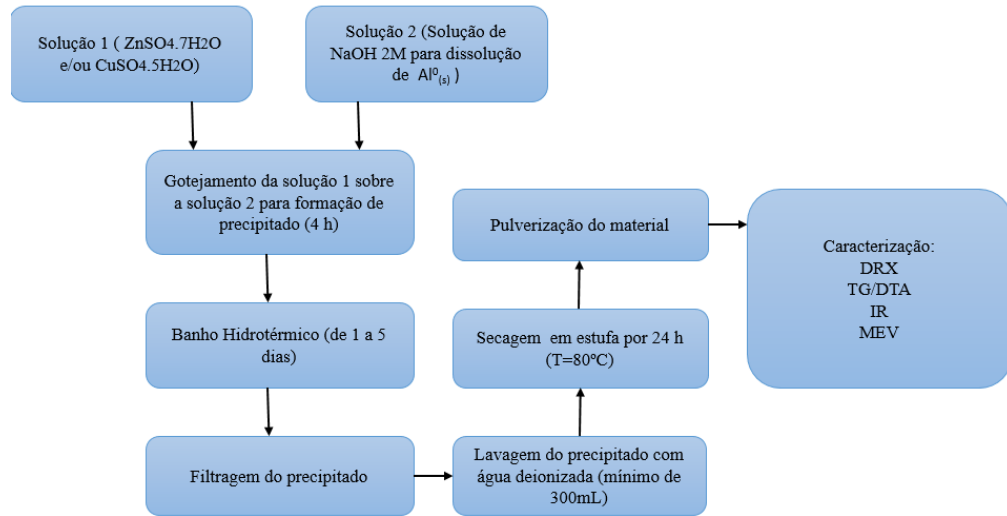 Solução 1 ( ZnSO4.7H2O
e/ou CuSO4.5H2O)
Solução 2 (Solução de
NaOH 2M para dissolução
de Al⁰(s) )
Gotejamento da solução 1 sobre
a solução 2 para formação de
precipitado (4 h)
Banho Hidrotérmico (de 1 a 5
dias)
Filtragem do precipitado
Lavagem do precipitado com
água deionizada (mínimo de
300mL)
Secagem em estufa por 24 h
(T=80ºC)
Pulverização do material
Caracterização:
DRX
TG/DTA
IR
MEV